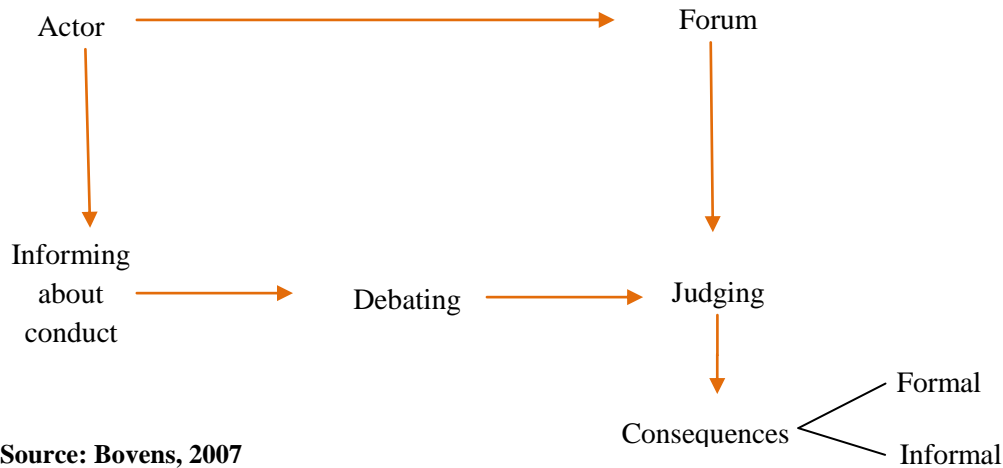 Actor
Forum
Informing
about
conduct
Debating
Judging
Consequences
Formal
Informal
Source: Bovens, 2007